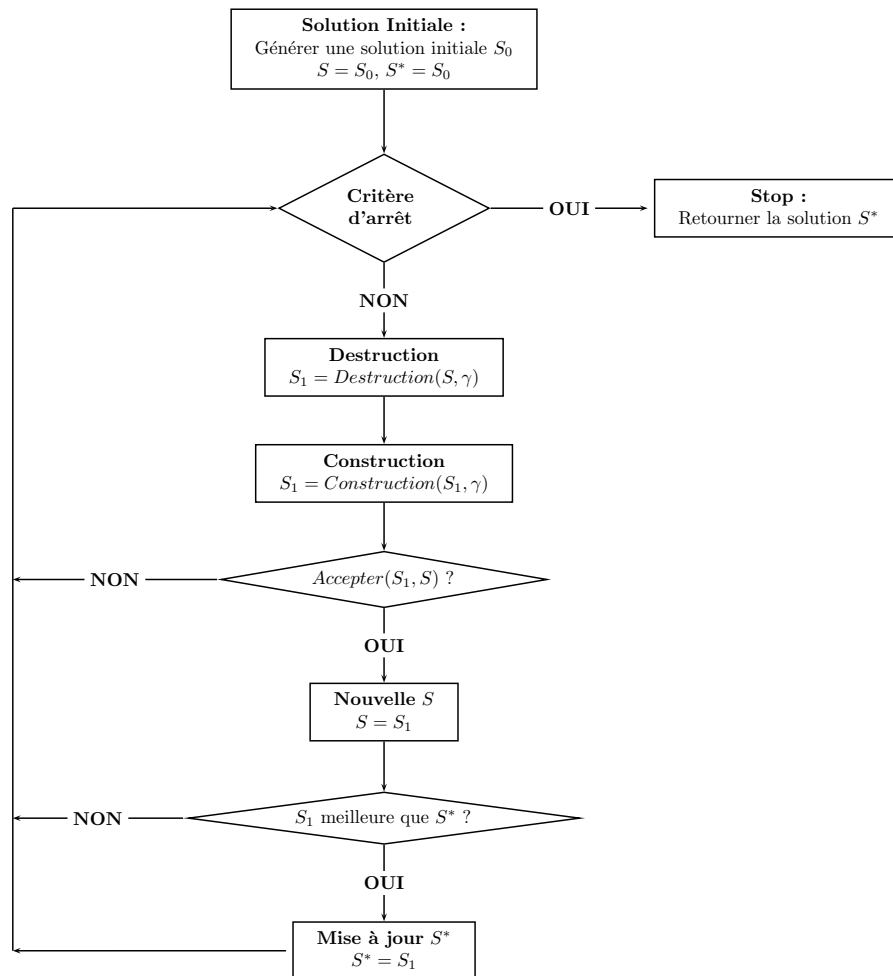 Solution Initiale :
Générer une solution initiale S₀
S = S₀, S* = S₀
Critère
d'arrêt
OUI
Stop :
Retourner la solution S*
NON
Destruction
S₁ = Destruction(S, γ)
Construction
S₁ = Construction(S₁, γ)
NON
Accepter(S₁, S) ?
OUI
Nouvelle S
S = S₁
NON
S₁ meilleure que S* ?
OUI
Mise à jour S*
S* = S₁